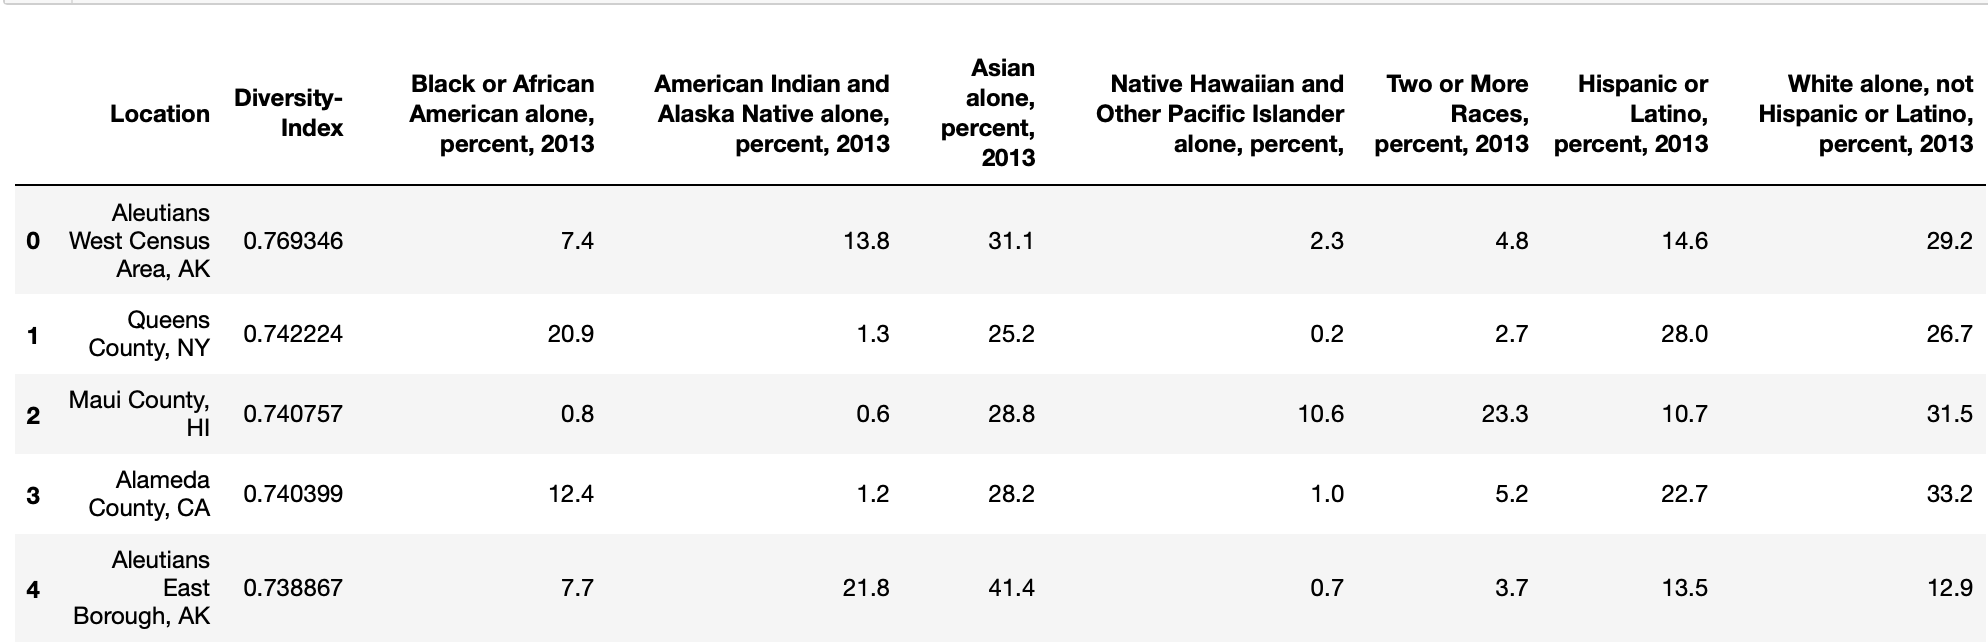 Location Diversity-Index Black or African American alone, percent, 2013 American Indian and Alaska Native alone, percent, 2013 Asian alone, percent, 2013 Native Hawaiian and Other Pacific Islander alone, percent, Two or More Races, percent, 2013 Hispanic or Latino, percent, 2013 White alone, not Hispanic or Latino, percent, 2013
0 Aleutians West Census Area, AK 0.769346 7.4 13.8 31.1 2.3 4.8 14.6 29.2
1 Queens County, NY 0.742224 20.9 1.3 25.2 0.2 2.7 28.0 26.7
2 Maui County, HI 0.740757 0.8 0.6 28.8 10.6 23.3 10.7 31.5
3 Alameda County, CA 0.740399 12.4 1.2 28.2 1.0 5.2 22.7 33.2
4 Aleutians East Borough, AK 0.738867 7.7 21.8 41.4 0.7 3.7 13.5 12.9